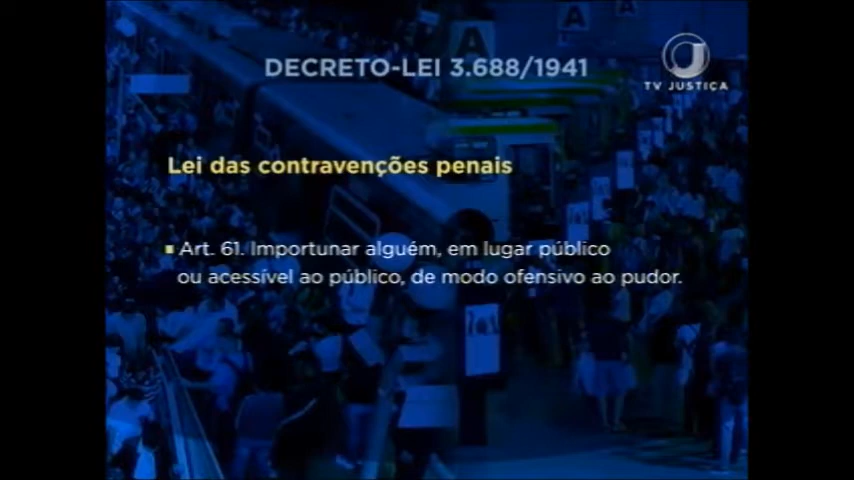 A
A
DECRETO-LEI 3.688/1941
TV JUSTIÇA
Lei das contravenções penais
Art. 61. Importunar alguém, em lugar público
ou acessível ao público, de modo ofensivo ao pudor.